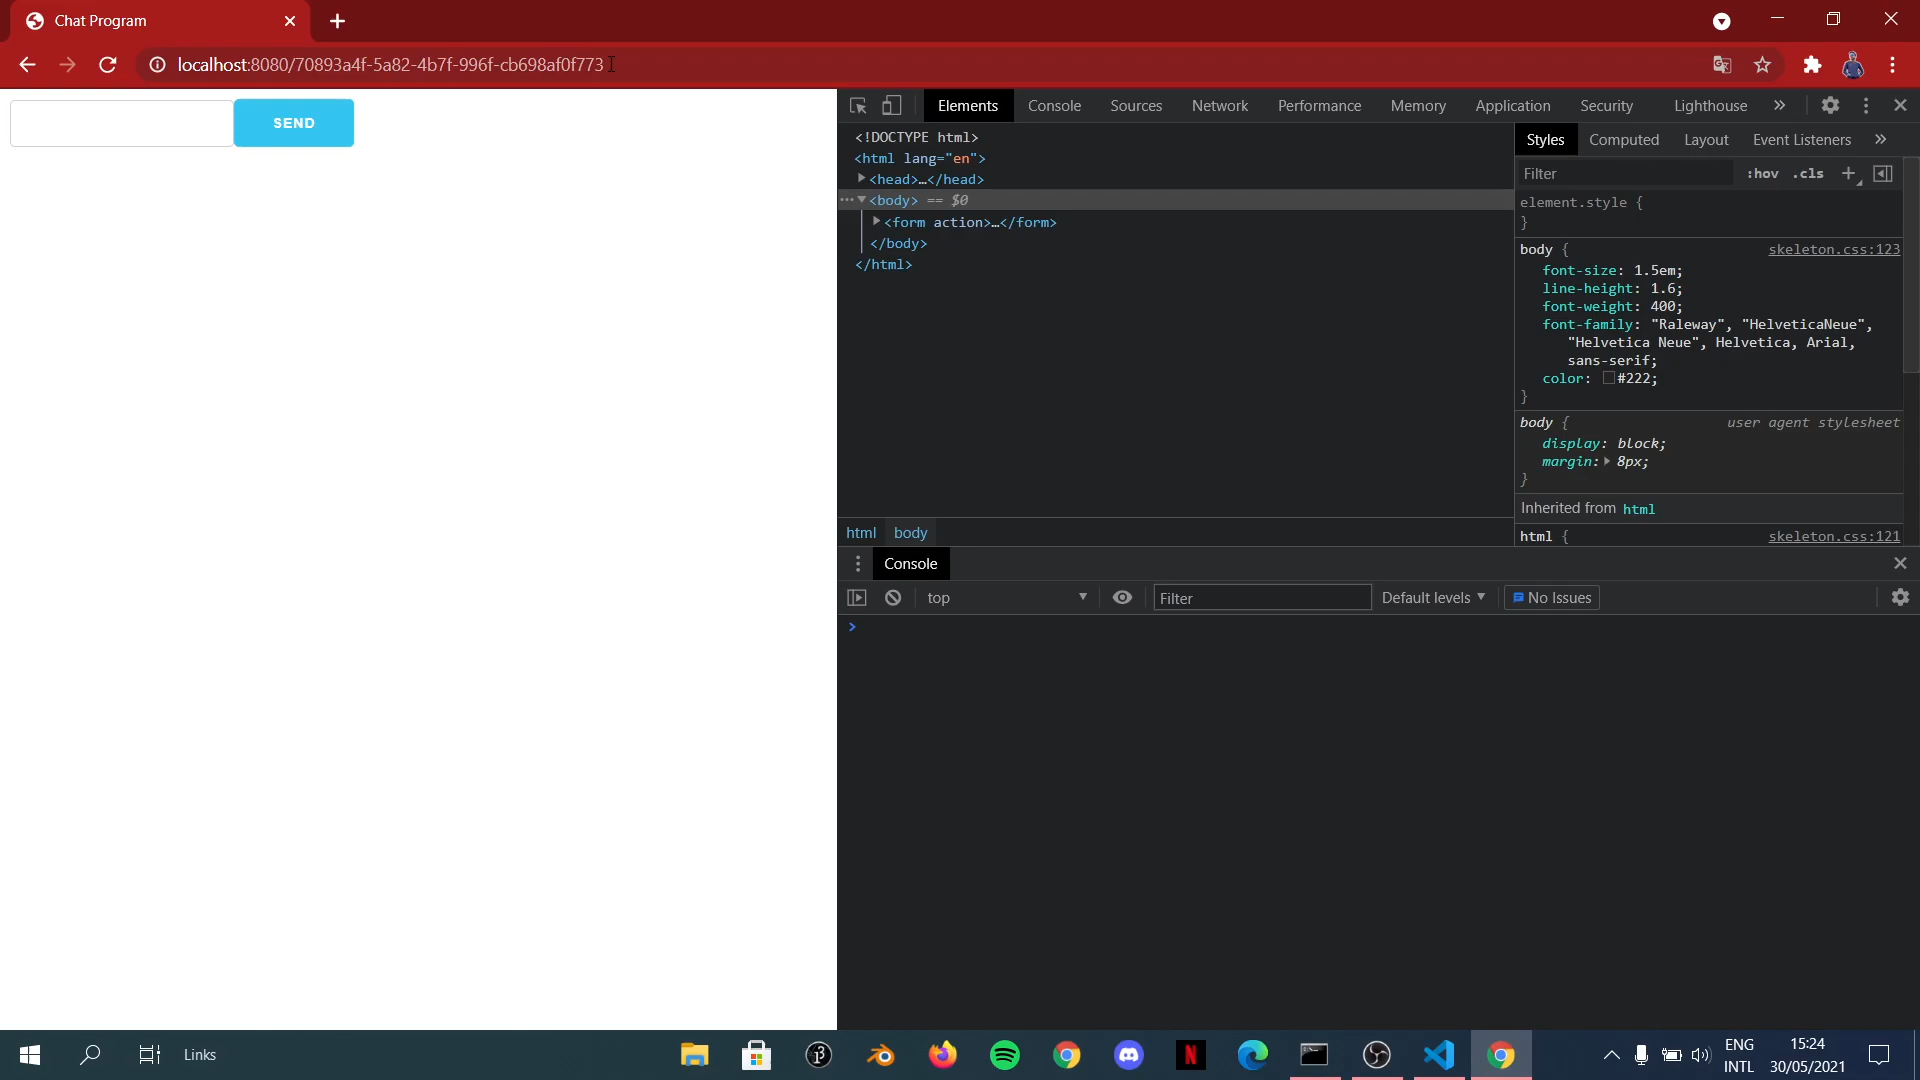 Chat Program
localhost:8080/70893a4f-5a82-4b7f-996f-cb698af0f773
SEND
Elements Console Sources Network Performance Memory Application Security Lighthouse »
<!DOCTYPE html>
<html lang="en">
<head>…</head>
<body> == $0
<form action>…</form>
</body>
</html>
html body
Styles Computed Layout Event Listeners »
Filter :hov .cls +
element.style {
}
body { skeleton.css:123
font-size: 1.5em;
line-height: 1.6;
font-weight: 400;
font-family: "Raleway", "HelveticaNeue",
"Helvetica Neue", Helvetica, Arial,
sans-serif;
color: #222;
}
body { user agent stylesheet
display: block;
margin: 8px;
}
Inherited from html
html { skeleton.css:121
Console
top Filter Default levels No Issues
>
Links
ENG
INTL
15:24
30/05/2021